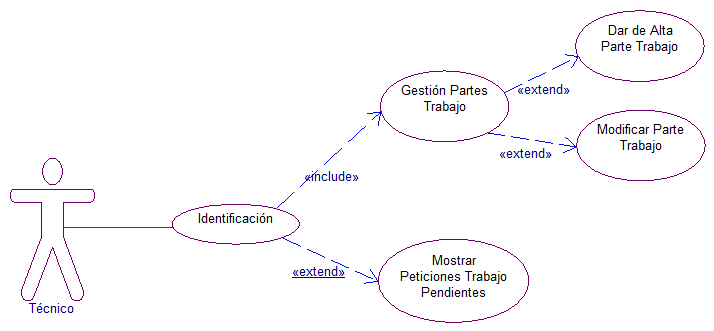 Dar de Alta
Parte Trabajo
Gestión Partes
Trabajo
«extend»
Modificar Parte
Trabajo
«extend»
«include»
Identificación
Mostrar
Peticiones Trabajo
Pendientes
«extend»
Técnico